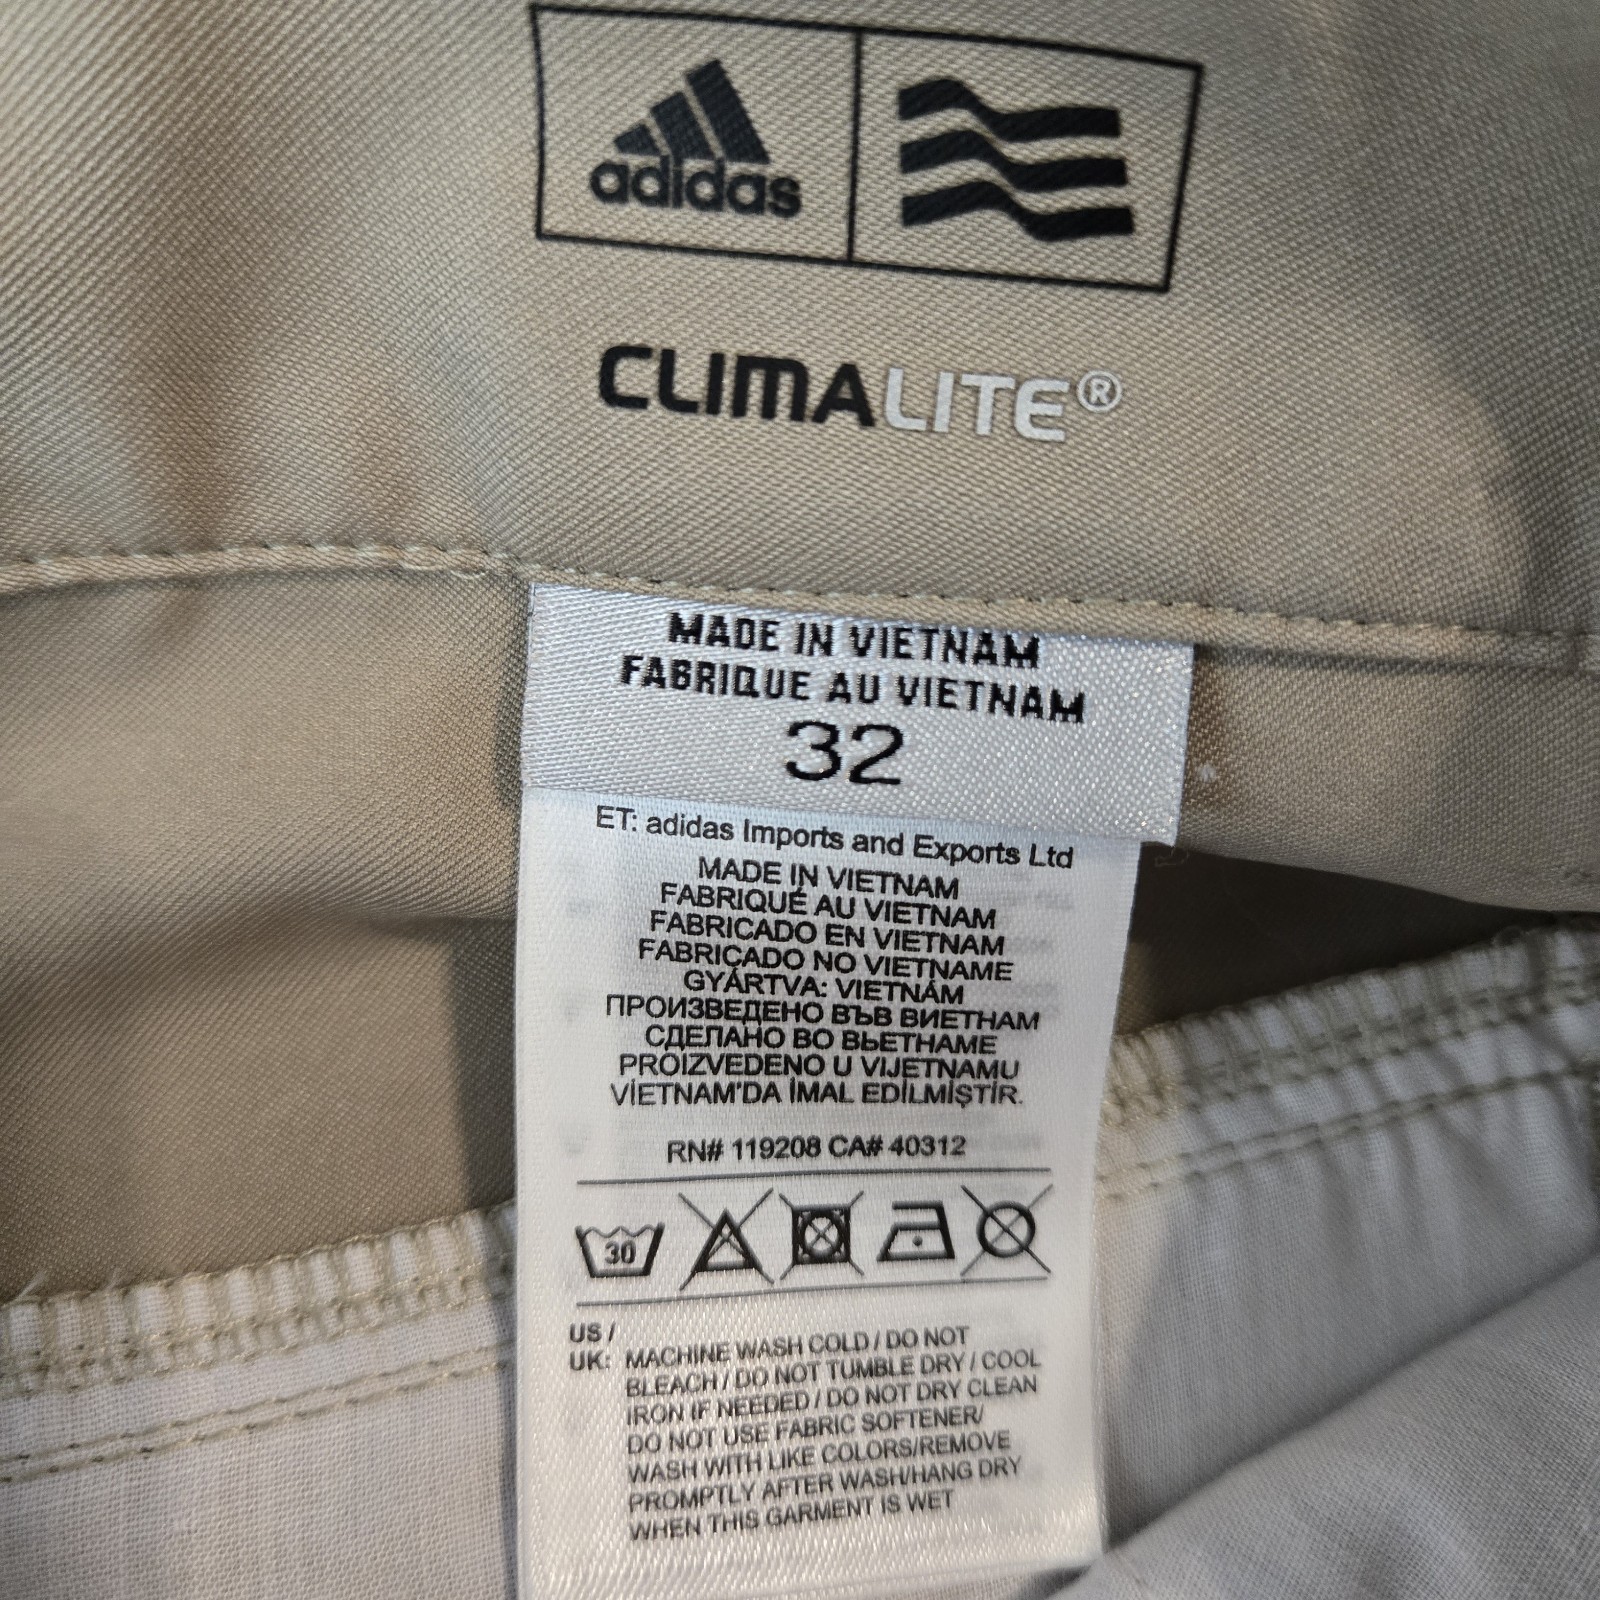 adidas
CLIMALITE®
MADE IN VIETNAM
FABRIQUE AU VIETNAM
32
ET: adidas Imports and Exports Ltd
MADE IN VIETNAM
FABRIQUÉ AU VIETNAM
FABRICADO EN VIETNAM
FABRICADO NO VIETNAME
GYÁRTVA: VIETNÁM
ПРОИЗВЕДЕНО ВЪВ ВИЕТНАМ
СДЕЛАНО ВО ВЬЕТНАМЕ
PROIZVEDENO U VIJETNAMU
VİETNAM'DA İMAL EDİLMİŞTİR.
RN# 119208 CA# 40312
30
US /
UK: MACHINE WASH COLD / DO NOT
BLEACH / DO NOT TUMBLE DRY / COOL
IRON IF NEEDED / DO NOT DRY CLEAN
DO NOT USE FABRIC SOFTENER/
WASH WITH LIKE COLORS/REMOVE
PROMPTLY AFTER WASH/HANG DRY
WHEN THIS GARMENT IS WET